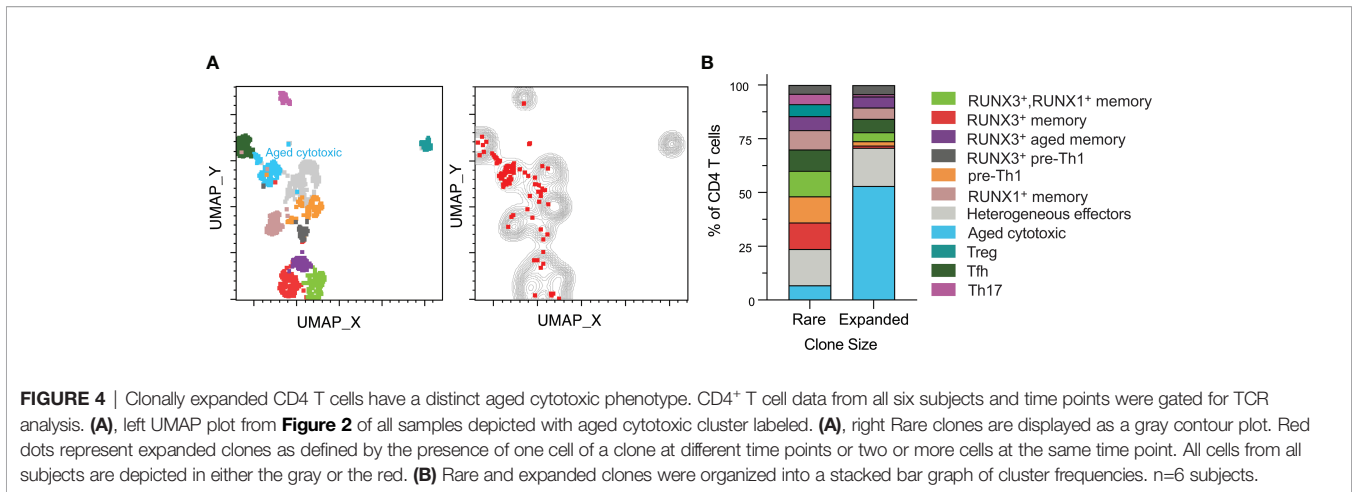 A
B
Aged cytotoxic
UMAP_Y
UMAP_X
UMAP_Y
UMAP_X
% of CD4 T cells
100
75
50
25
0
Rare Expanded
Clone Size
RUNX3⁺,RUNX1⁺ memory
RUNX3⁺ memory
RUNX3⁺ aged memory
RUNX3⁺ pre-Th1
pre-Th1
RUNX1⁺ memory
Heterogeneous effectors
Aged cytotoxic
Treg
Tfh
Th17
FIGURE 4 | Clonally expanded CD4 T cells have a distinct aged cytotoxic phenotype. CD4⁺ T cell data from all six subjects and time points were gated for TCR
analysis. (A), left UMAP plot from Figure 2 of all samples depicted with aged cytotoxic cluster labeled. (A), right Rare clones are displayed as a gray contour plot. Red
dots represent expanded clones as defined by the presence of one cell of a clone at different time points or two or more cells at the same time point. All cells from all
subjects are depicted in either the gray or the red. (B) Rare and expanded clones were organized into a stacked bar graph of cluster frequencies. n=6 subjects.